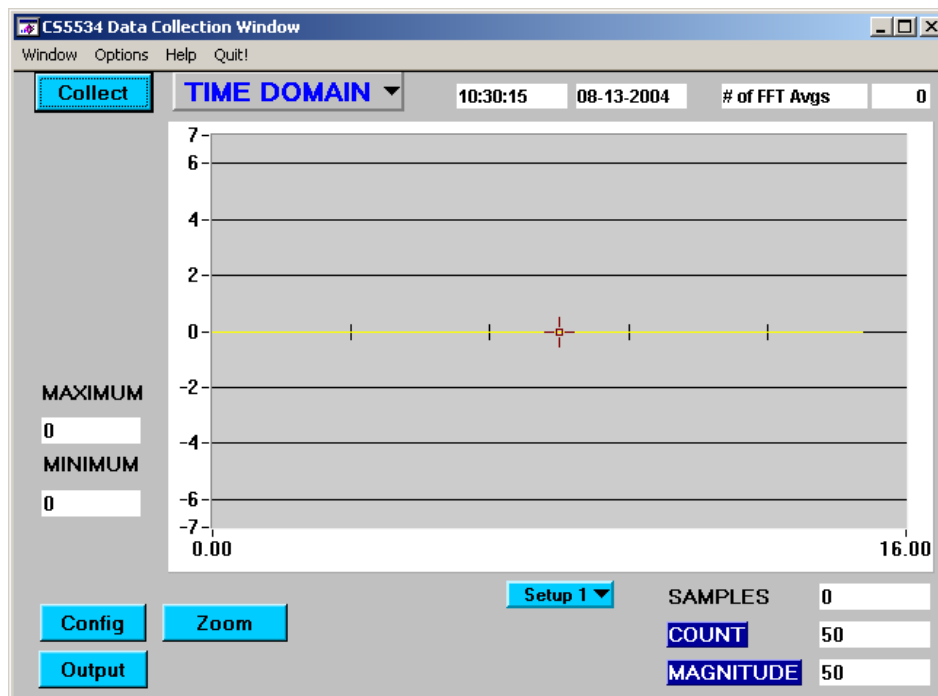 CS5534 Data Collection Window
Window Options Help Quit!
Collect TIME DOMAIN 10:30:15 08-13-2004 # of FFT Avgs 0
7
6
4
2
0
-2
-4
-6
-7
0.00 16.00
MAXIMUM
0
MINIMUM
0
Setup 1
Config Zoom
Output
SAMPLES 0
COUNT 50
MAGNITUDE 50